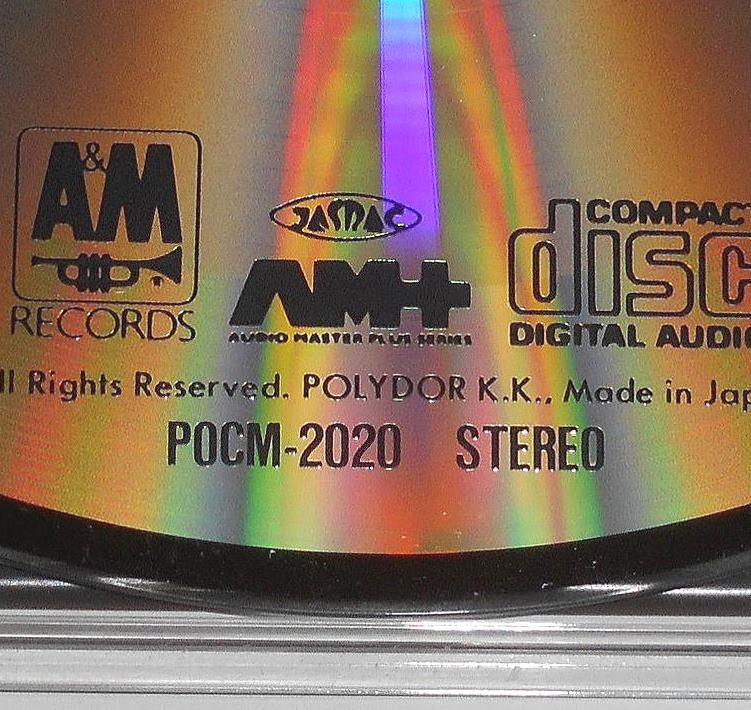 A&M
RECORDS
JASRAC
AM+
AUDIO MASTER PLUS SERIES
COMPACT
disc
DIGITAL AUDIO
ll Rights Reserved. POLYDOR K.K., Made in Jap
POCM-2020 STEREO